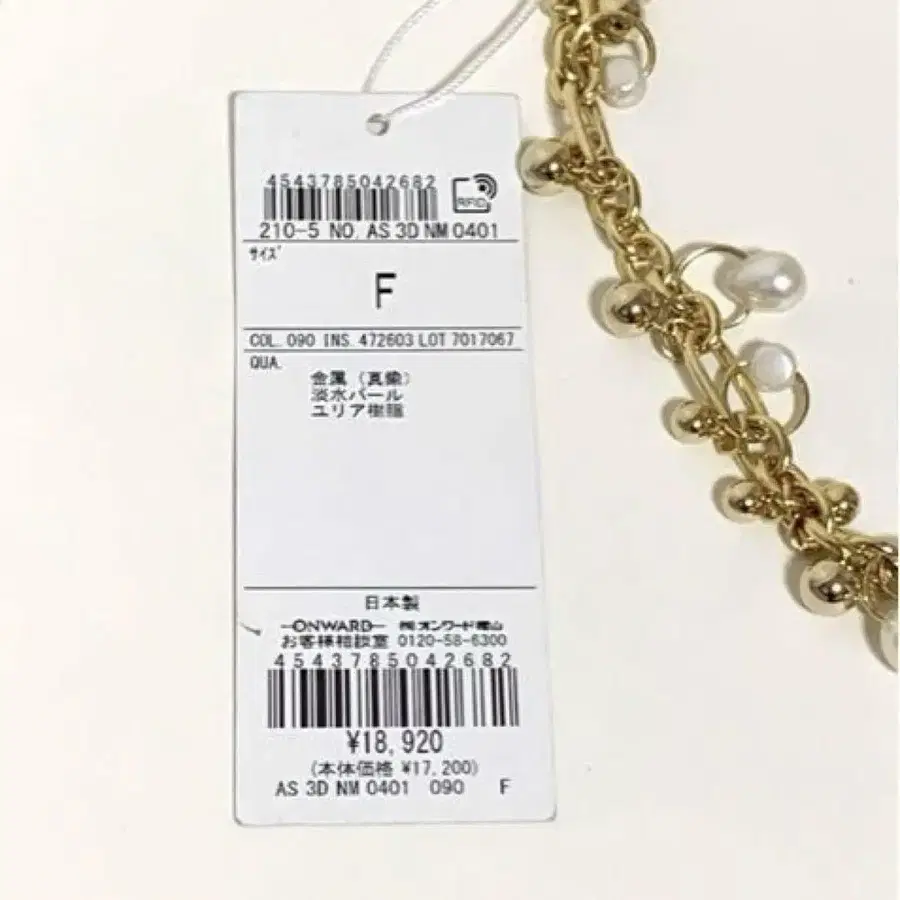 4543785042682
RFID
210-5 NO. AS 3D NM 0401
ｻｲｽﾞ
F
COL. 090 INS. 472603 LOT 7017067
QUA.
金属（真鍮）
淡水パール
ユリア樹脂
日本製
ONWARD ㈱オンワード樫山
お客様相談室 0120-58-6300
4543785042682
¥18,920
(本体価格 ¥17,200)
AS 3D NM 0401 090 F